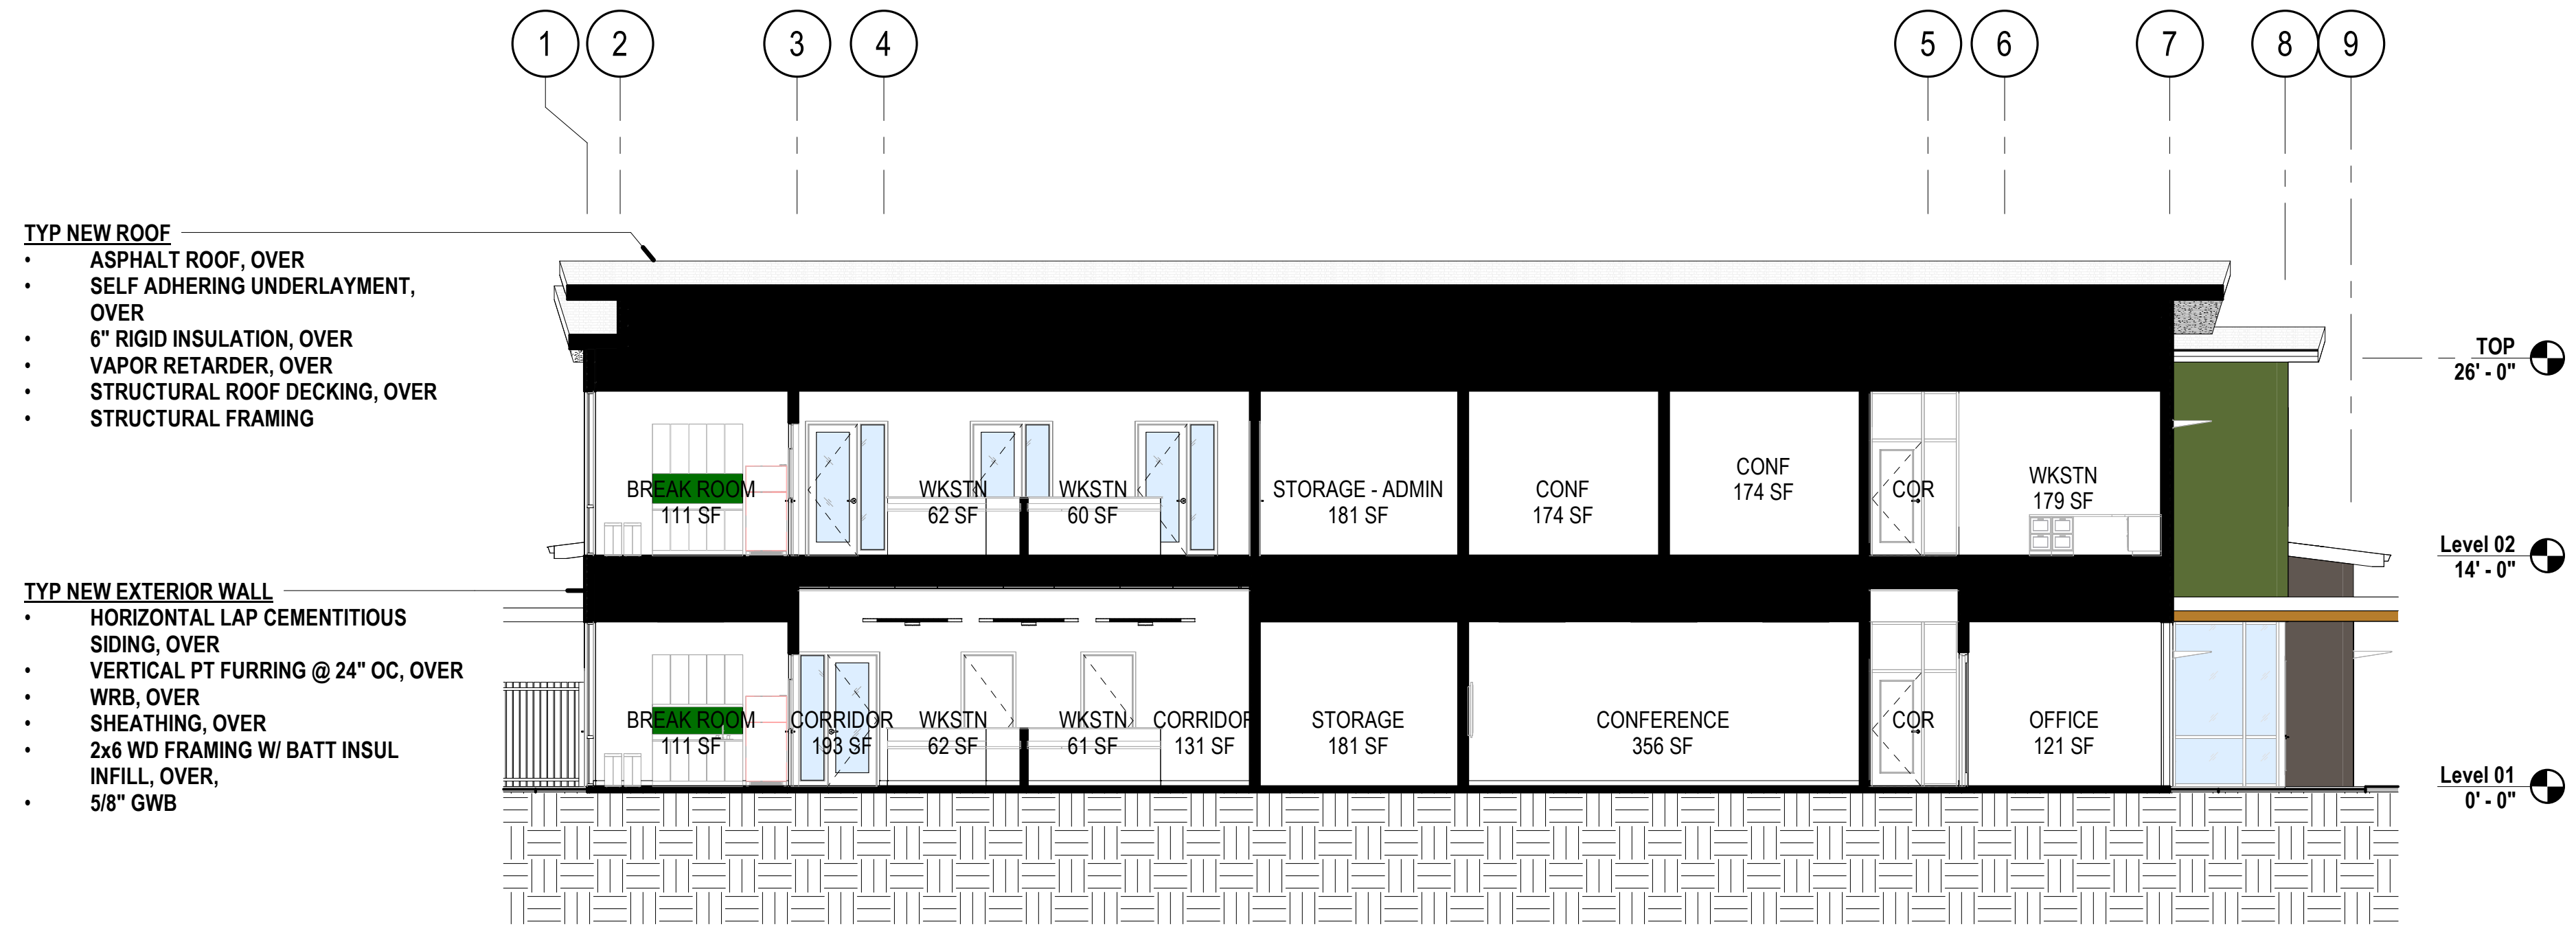 1 2 3 4 5 6 7 8 9
TYP NEW ROOF
• ASPHALT ROOF, OVER
• SELF ADHERING UNDERLAYMENT,
OVER
• 6" RIGID INSULATION, OVER
• VAPOR RETARDER, OVER
• STRUCTURAL ROOF DECKING, OVER
• STRUCTURAL FRAMING
TOP
26' - 0"
BREAK ROOM
111 SF
WKSTN
62 SF
WKSTN
60 SF
STORAGE - ADMIN
181 SF
CONF
174 SF
CONF
174 SF
COR
WKSTN
179 SF
Level 02
14' - 0"
TYP NEW EXTERIOR WALL
• HORIZONTAL LAP CEMENTITIOUS
SIDING, OVER
• VERTICAL PT FURRING @ 24" OC, OVER
• WRB, OVER
• SHEATHING, OVER
• 2x6 WD FRAMING W/ BATT INSUL
INFILL, OVER,
• 5/8" GWB
BREAK ROOM
111 SF
CORRIDOR
193 SF
WKSTN
62 SF
WKSTN
61 SF
CORRIDOR
131 SF
STORAGE
181 SF
CONFERENCE
356 SF
COR
OFFICE
121 SF
Level 01
0' - 0"